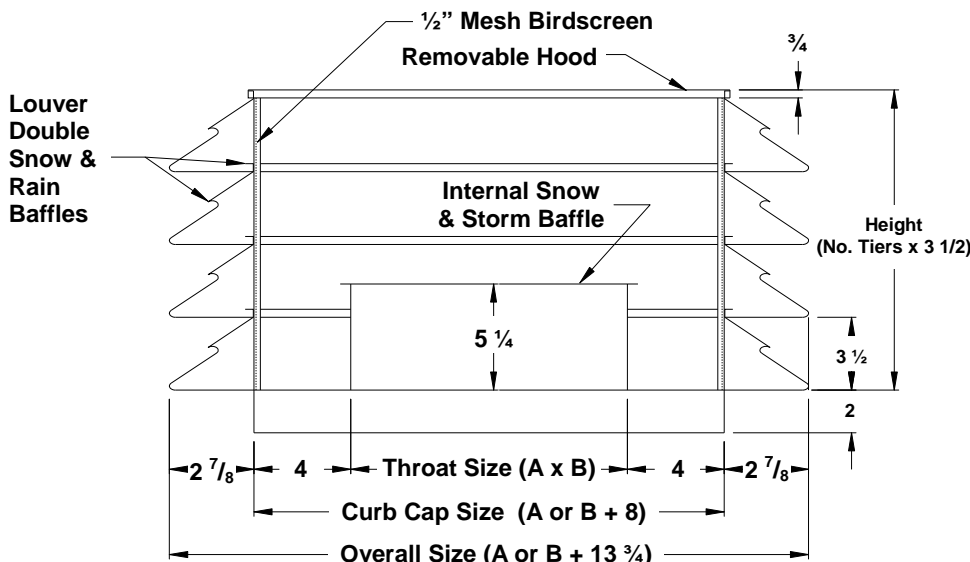 ½” Mesh Birdscreen
Removable Hood
¾
Louver
Double
Snow &
Rain
Baffles
Internal Snow
& Storm Baffle
Height
(No. Tiers x 3 1/2)
5 ¼
3 ½
2
2 7/8
4
Throat Size (A x B)
4
2 7/8
Curb Cap Size (A or B + 8)
Overall Size (A or B + 13 ¾)